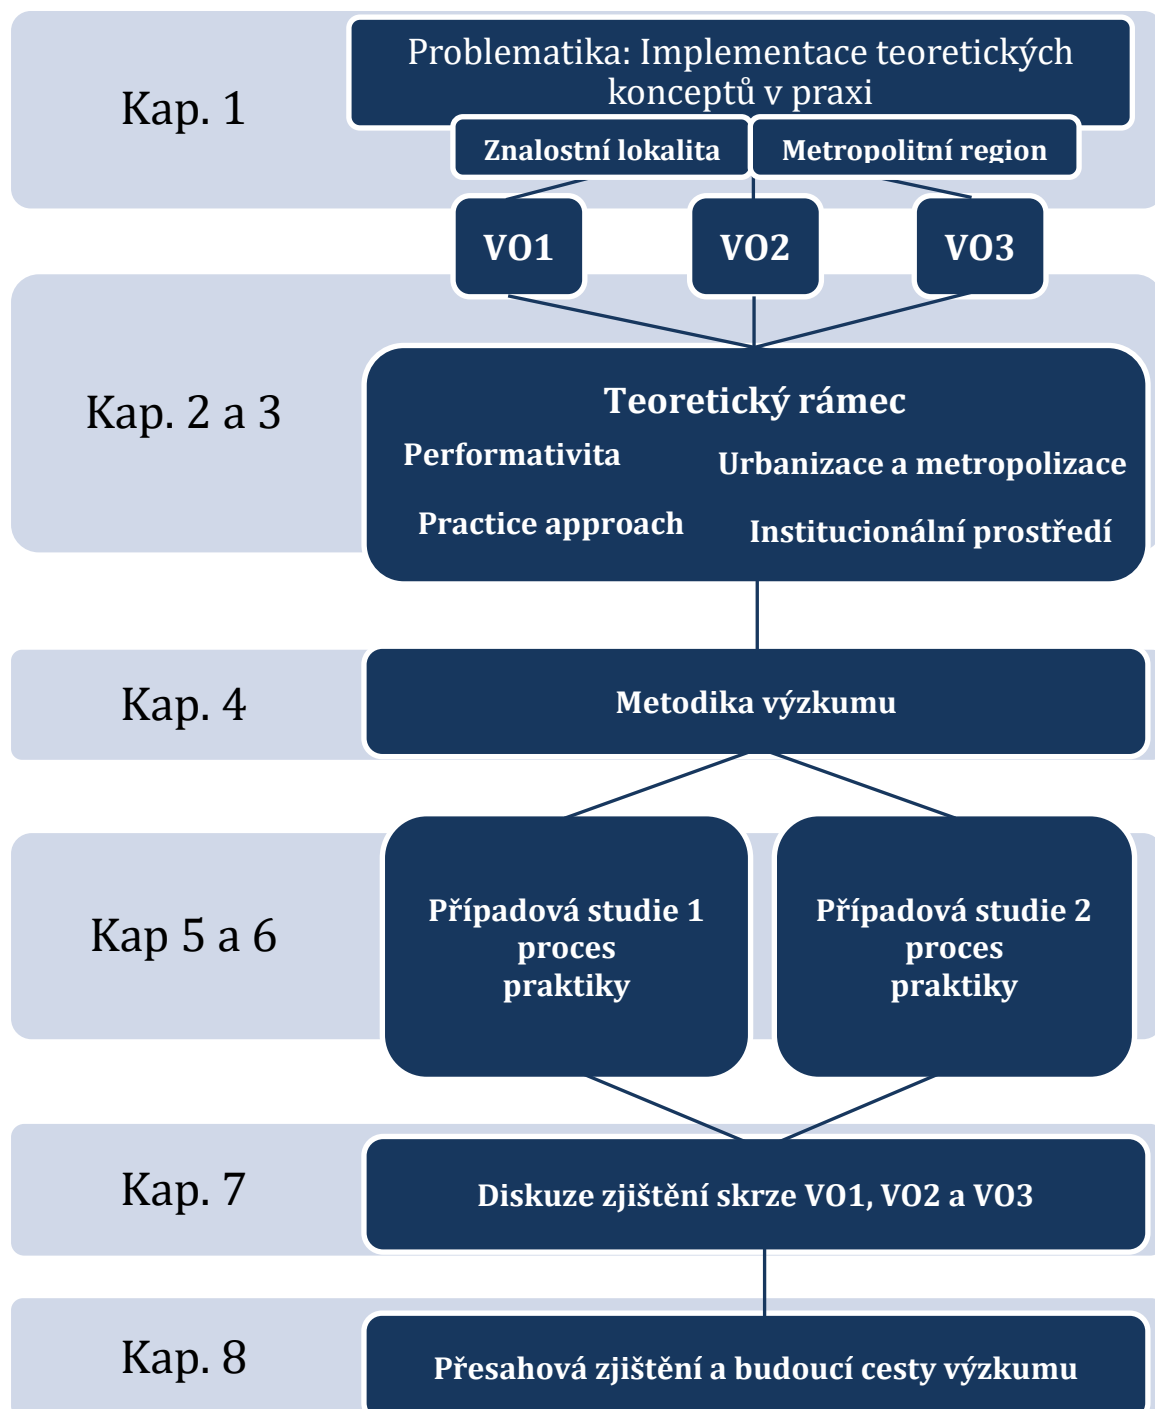 Kap. 1
Problematika: Implementace teoretických
konceptů v praxi
Znalostní lokalita
Metropolitní region
VO1
VO2
VO3
Kap. 2 a 3
Teoretický rámec
Performativita
Urbanizace a metropolizace
Practice approach
Institucionální prostředí
Kap. 4
Metodika výzkumu
Kap 5 a 6
Případová studie 1
proces
praktiky
Případová studie 2
proces
praktiky
Kap. 7
Diskuze zjištění skrze VO1, VO2 a VO3
Kap. 8
Přesahová zjištění a budoucí cesty výzkumu